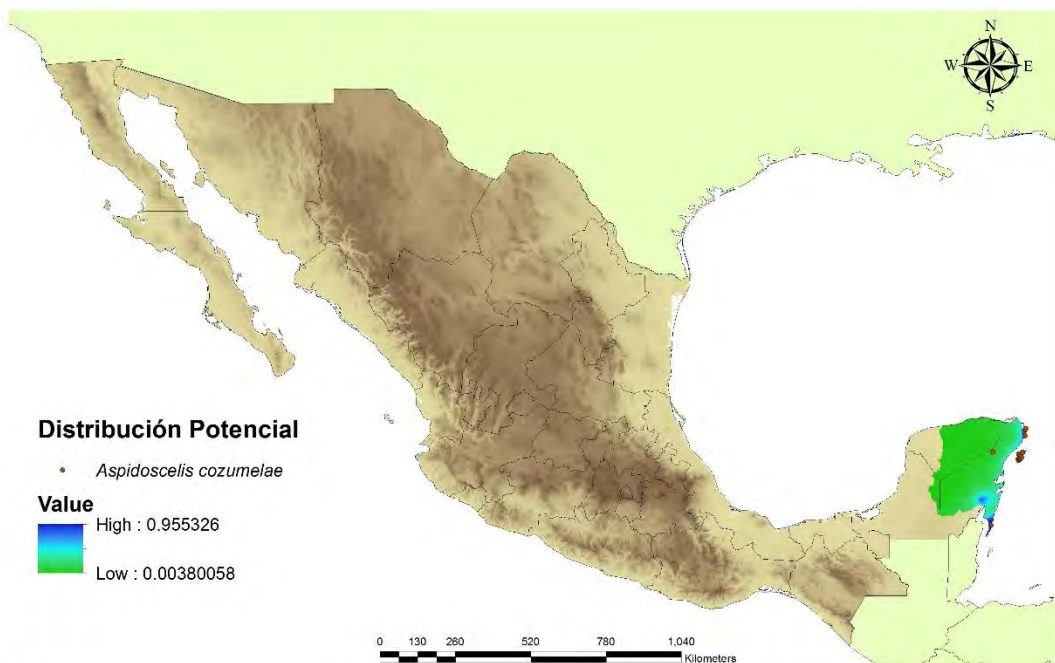 N
W E
S
Distribución Potencial
Aspidoscelis cozumelae
Value
High : 0.955326
Low : 0.00380058
0 130 260 520 780 1,040
Kilometers